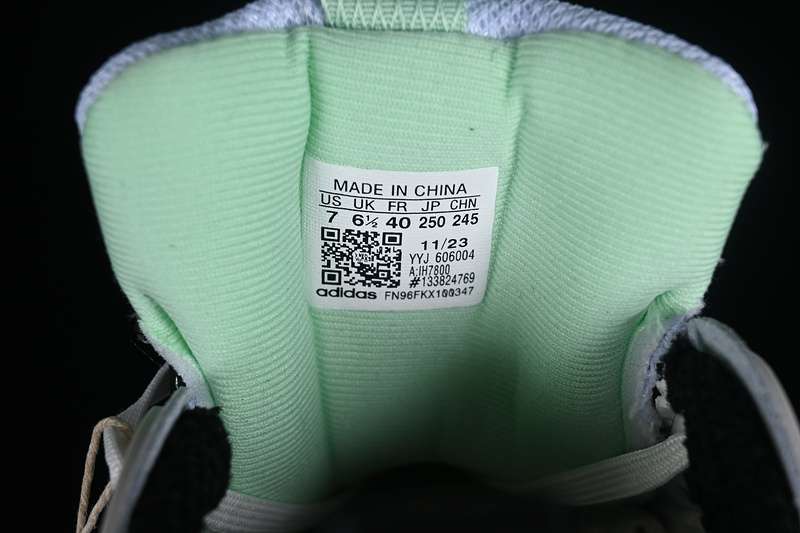 MADE IN CHINA
US UK FR JP CHN
7 6½ 40 250 245
11/23
YYJ 606004
A:IH7800
#133824769
adidas FN96FKX100347